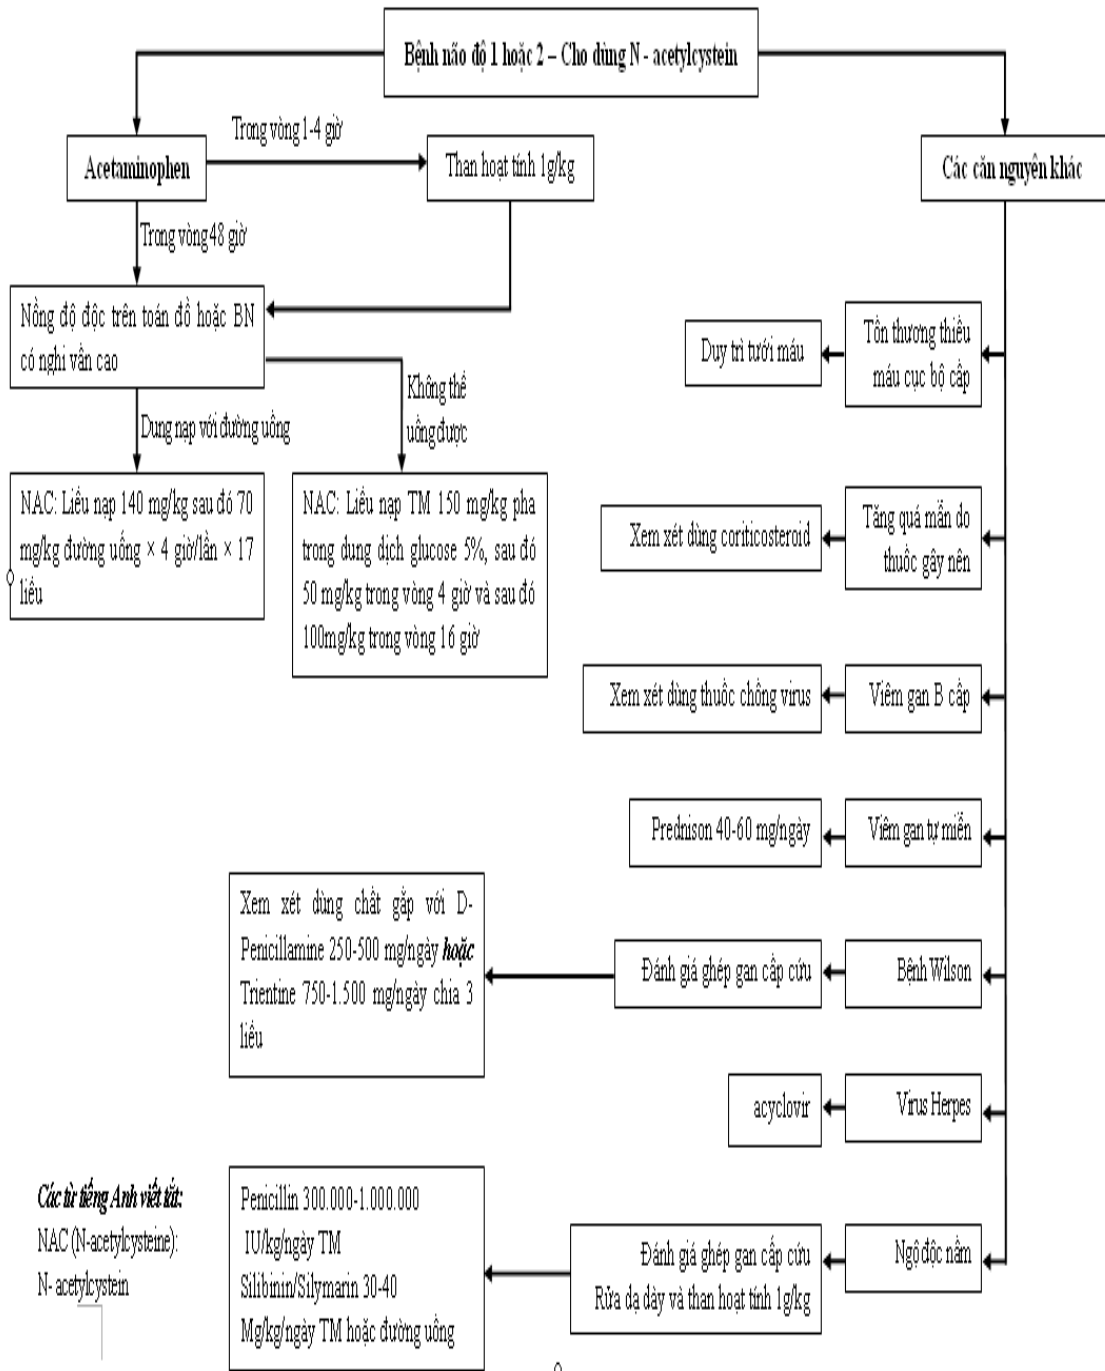 Bệnh não độ 1 hoặc 2 – Cho dùng N - acetylcystein
Trong vòng 1-4 giờ
Acetaminophen
Than hoạt tính 1g/kg
Các căn nguyên khác
Trong vòng 48 giờ
Nồng độ độc trên toán đồ hoặc BN
có nghi vấn cao
Dung nạp với đường uống
Không thể
uống được
NAC: Liều nạp 140 mg/kg sau đó 70
mg/kg đường uống × 4 giờ/lần × 17
liều
NAC: Liều nạp TM 150 mg/kg pha
trong dung dịch glucose 5%, sau đó
50 mg/kg trong vòng 4 giờ và sau đó
100mg/kg trong vòng 16 giờ
Duy trì tưới máu
Tổn thương thiếu
máu cục bộ cấp
Xem xét dùng coriticosteroid
Tăng quá mẫn do
thuốc gây nên
Xem xét dùng thuốc chống virus
Viêm gan B cấp
Prednison 40-60 mg/ngày
Viêm gan tự miễn
Xem xét dùng chất gắp với D-
Penicillamine 250-500 mg/ngày hoặc
Trientine 750-1.500 mg/ngày chia 3
liều
Đánh giá ghép gan cấp cứu
Bệnh Wilson
acyclovir
Virus Herpes
Các từ tiếng Anh viết tắt:
NAC (N-acetylcysteine):
N- acetylcystein
Penicillin 300.000-1.000.000
IU/kg/ngày TM
Silibinin/Silymarin 30-40
Mg/kg/ngày TM hoặc đường uống
Đánh giá ghép gan cấp cứu
Rửa dạ dày và than hoạt tính 1g/kg
Ngộ độc nấm